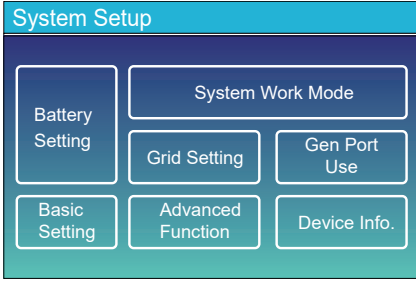 System Setup
Battery
Setting
System Work Mode
Grid Setting
Gen Port
Use
Basic
Setting
Advanced
Function
Device Info.